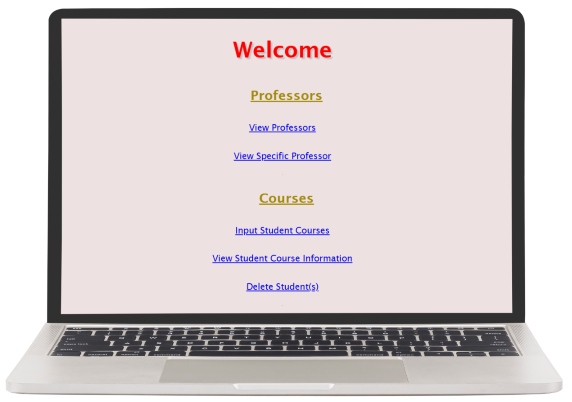 Welcome
Professors
View Professors
View Specific Professor
Courses
Input Student Courses
View Student Course Information
Delete Student(s)